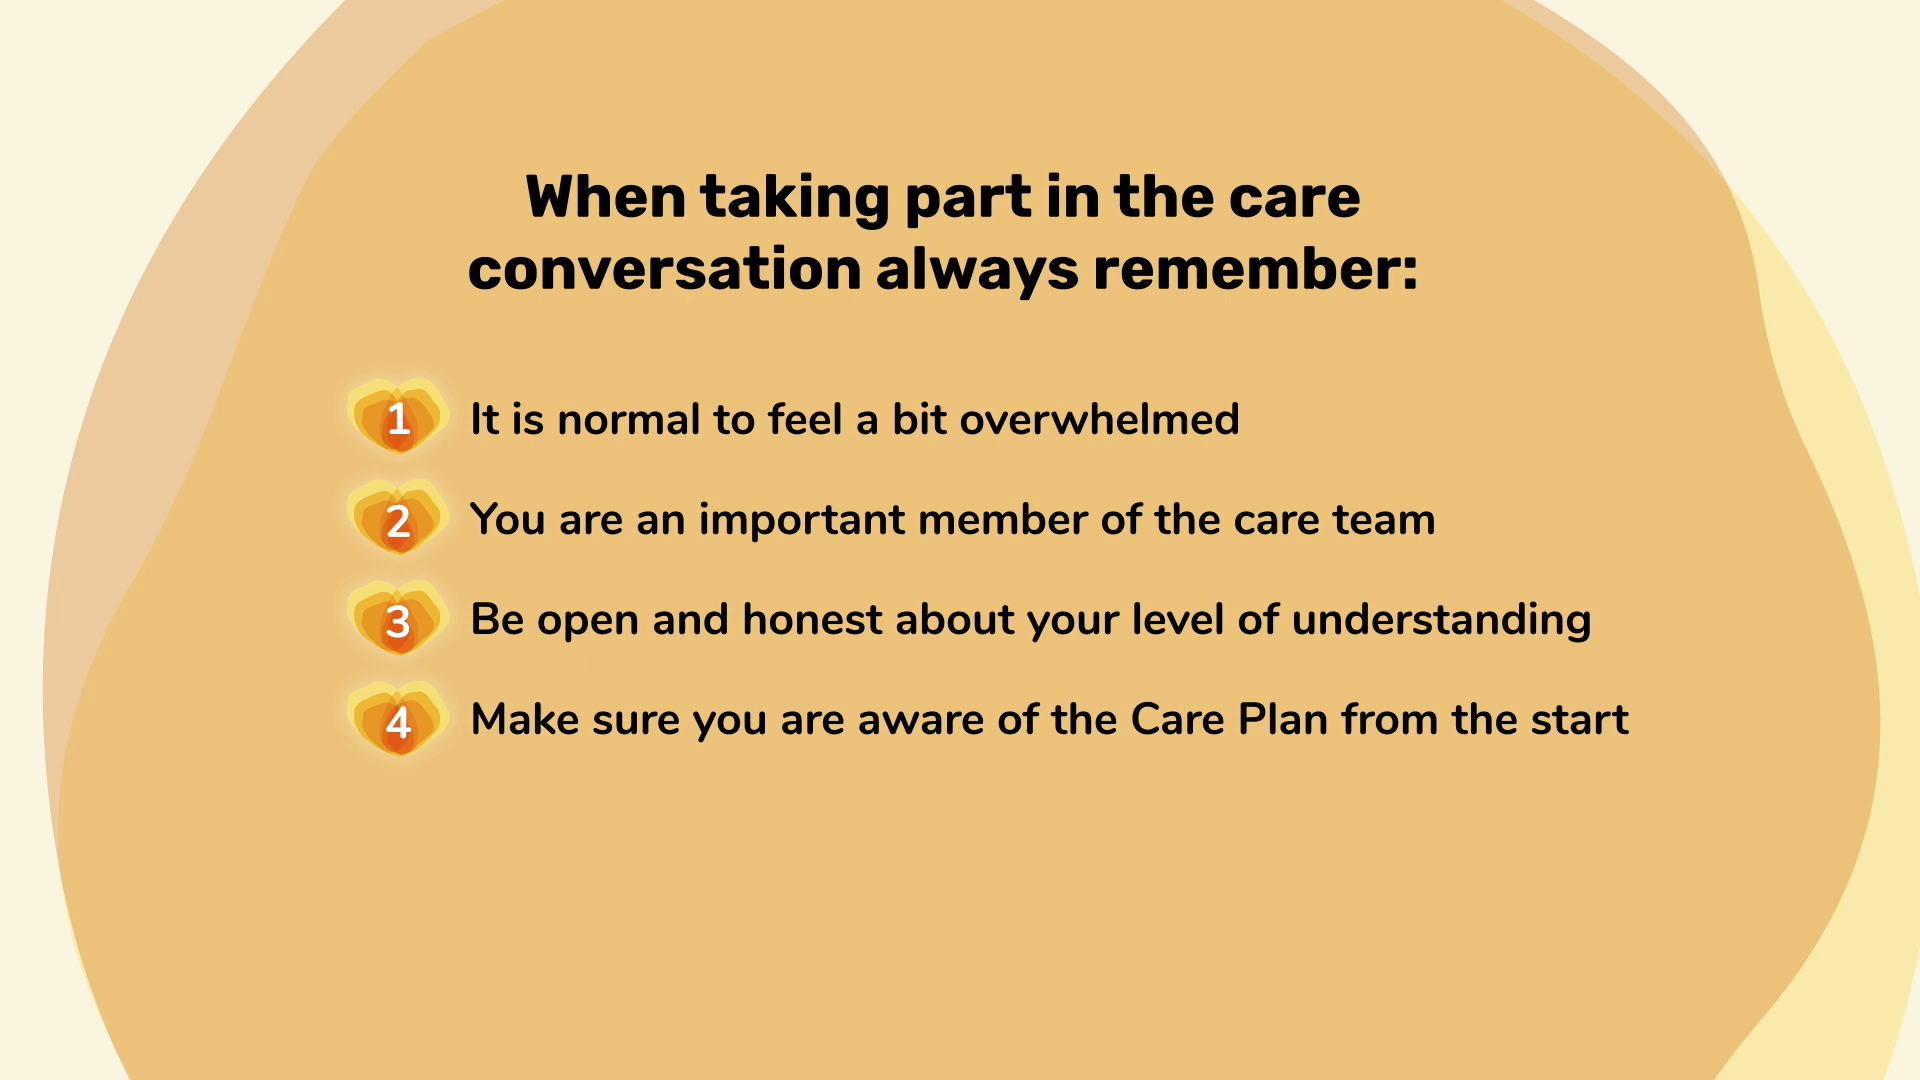 When taking part in the care
conversation always remember:
1 It is normal to feel a bit overwhelmed
2 You are an important member of the care team
3 Be open and honest about your level of understanding
4 Make sure you are aware of the Care Plan from the start